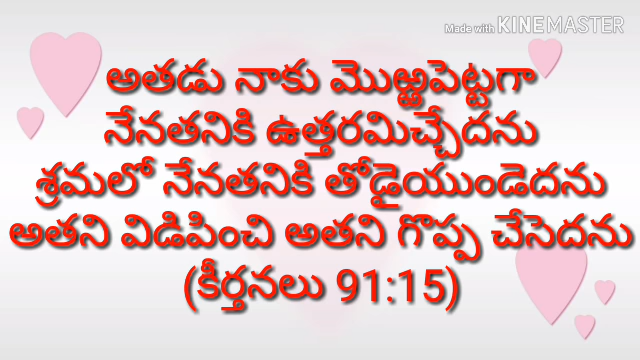 Made with KINEMASTER
అతడు నాకు మొఱ్ఱపెట్టగా
నేనతనికి ఉత్తరమిచ్చేదను
శ్రమలో నేనతనికి తోడైయుండెదను
అతని విడిపించి అతని గొప్ప చేసెదను
(కీర్తనలు 91:15)